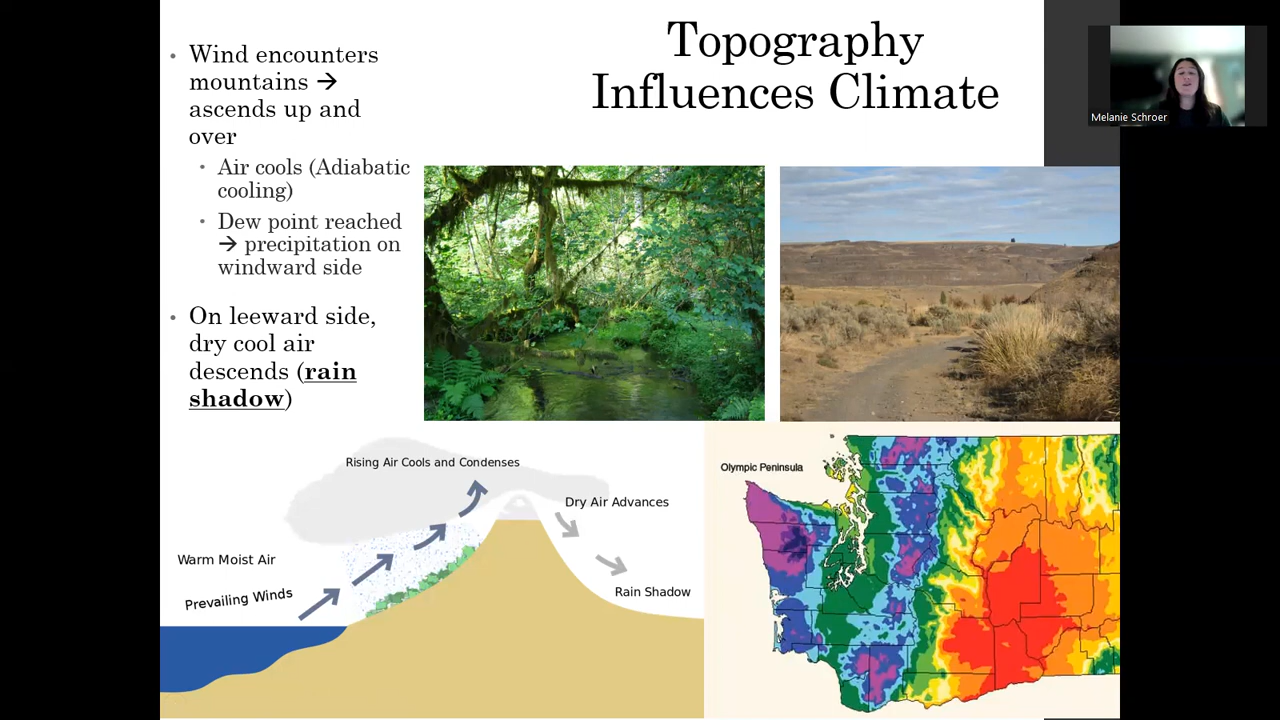 Topography
Influences Climate
• Wind encounters
mountains →
ascends up and
over
• Air cools (Adiabatic
cooling)
• Dew point reached
→ precipitation on
windward side
• On leeward side,
dry cool air
descends (rain
shadow)
Melanie Schroer
Rising Air Cools and Condenses
Dry Air Advances
Warm Moist Air
Prevailing Winds
Rain Shadow
Olympic Peninsula